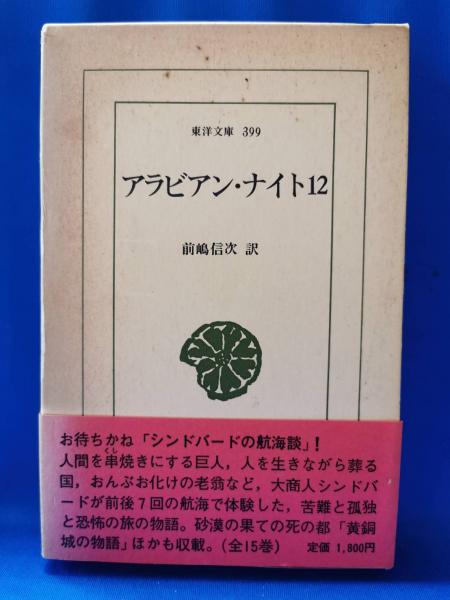 東洋文庫 399
アラビアン・ナイト12
前嶋信次 訳
お待ちかね「シンドバードの航海談」!
くし
人間を串焼きにする巨人，人を生きながら葬る
国，おんぶお化けの老翁など，大商人シンドバ
ードが前後7回の航海で体験した，苦難と孤独
と恐怖の旅の物語。砂漠の果ての死の都「黄銅
城の物語」ほかも収載。(全15巻)
定価 1,800円